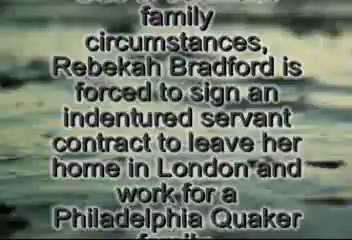 family
circumstances,
Rebekah Bradford is
forced to sign an
indentured servant
contract to leave her
home in London and
work for a
Philadelphia Quaker
family